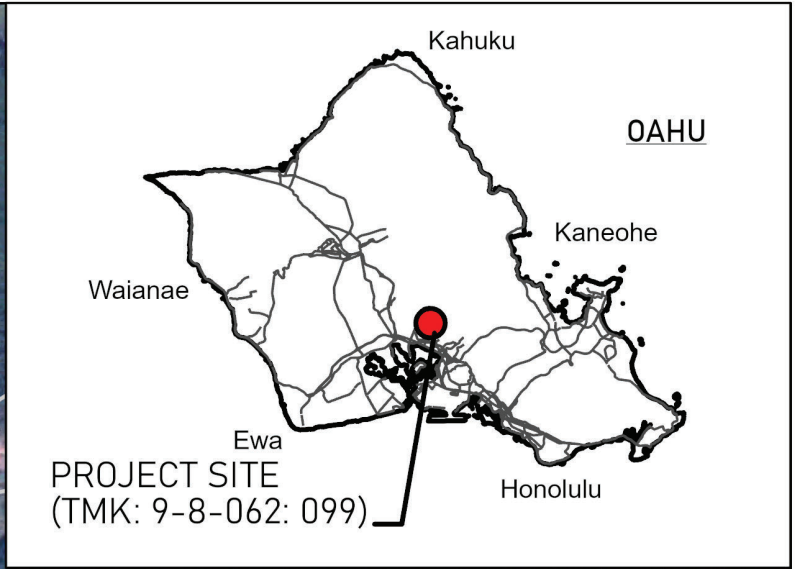 Kahuku
OAHU
Kaneohe
Waianae
Ewa
PROJECT SITE
(TMK: 9-8-062: 099)
Honolulu